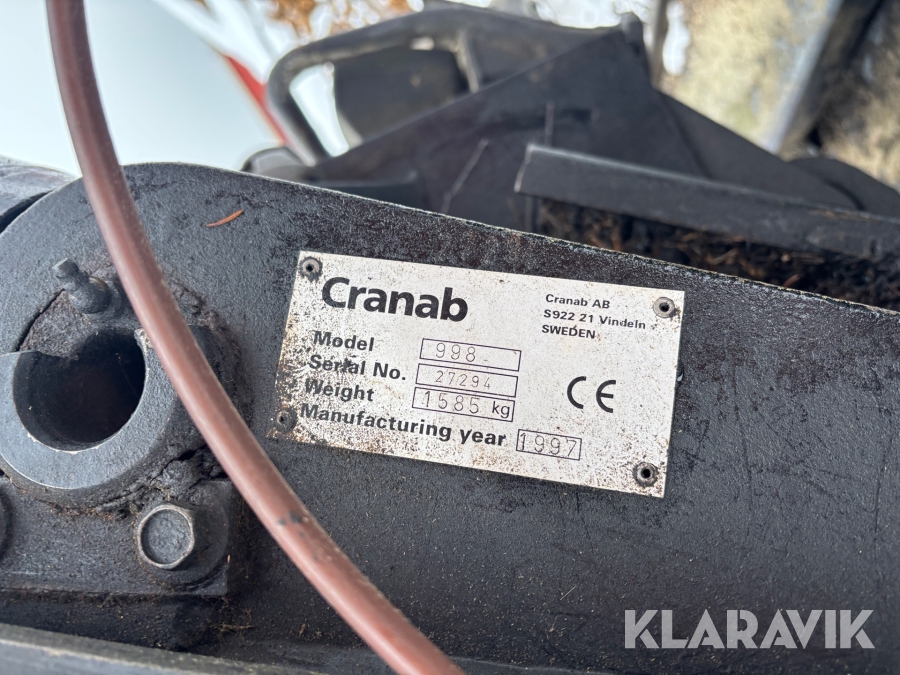 Cranab
Cranab AB
S922 21 Vindeln
SWEDEN
Model 998
Serial No. 27294
Weight 1585 kg
CE
Manufacturing year 1997
KLARAVIK